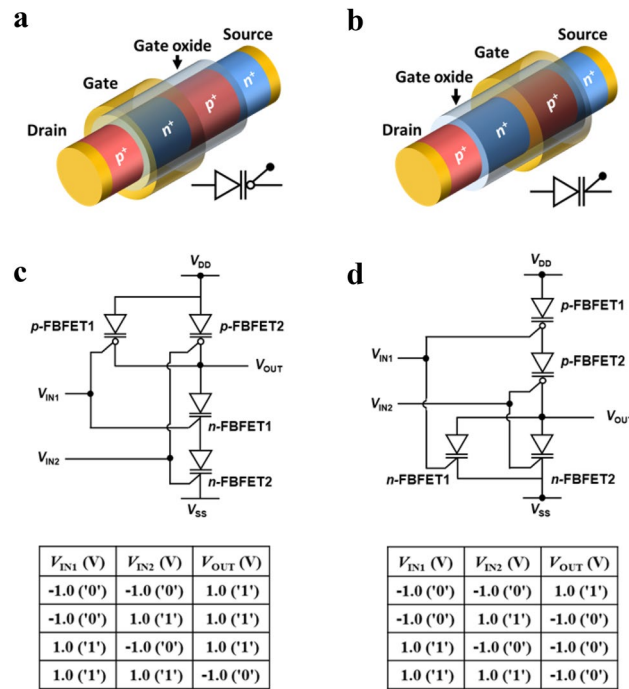 a
Gate oxide
Source
Gate
Drain
p+
n+
p+
n+
b
Gate
Source
Gate oxide
Drain
p+
n+
p+
n+
c
VDD
p-FBFET1
p-FBFET2
VIN1
VOUT
n-FBFET1
VIN2
n-FBFET2
VSS
d
VDD
p-FBFET1
VIN1
p-FBFET2
VIN2
VOUT
n-FBFET1
n-FBFET2
VSS
VIN1 (V) VIN2 (V) VOUT (V)
-1.0 ('0') -1.0 ('0') 1.0 ('1')
-1.0 ('0') 1.0 ('1') 1.0 ('1')
1.0 ('1') -1.0 ('0') 1.0 ('1')
1.0 ('1') 1.0 ('1') -1.0 ('0')
VIN1 (V) VIN2 (V) VOUT (V)
-1.0 ('0') -1.0 ('0') 1.0 ('1')
-1.0 ('0') 1.0 ('1') -1.0 ('0')
1.0 ('1') -1.0 ('0') -1.0 ('0')
1.0 ('1') 1.0 ('1') -1.0 ('0')